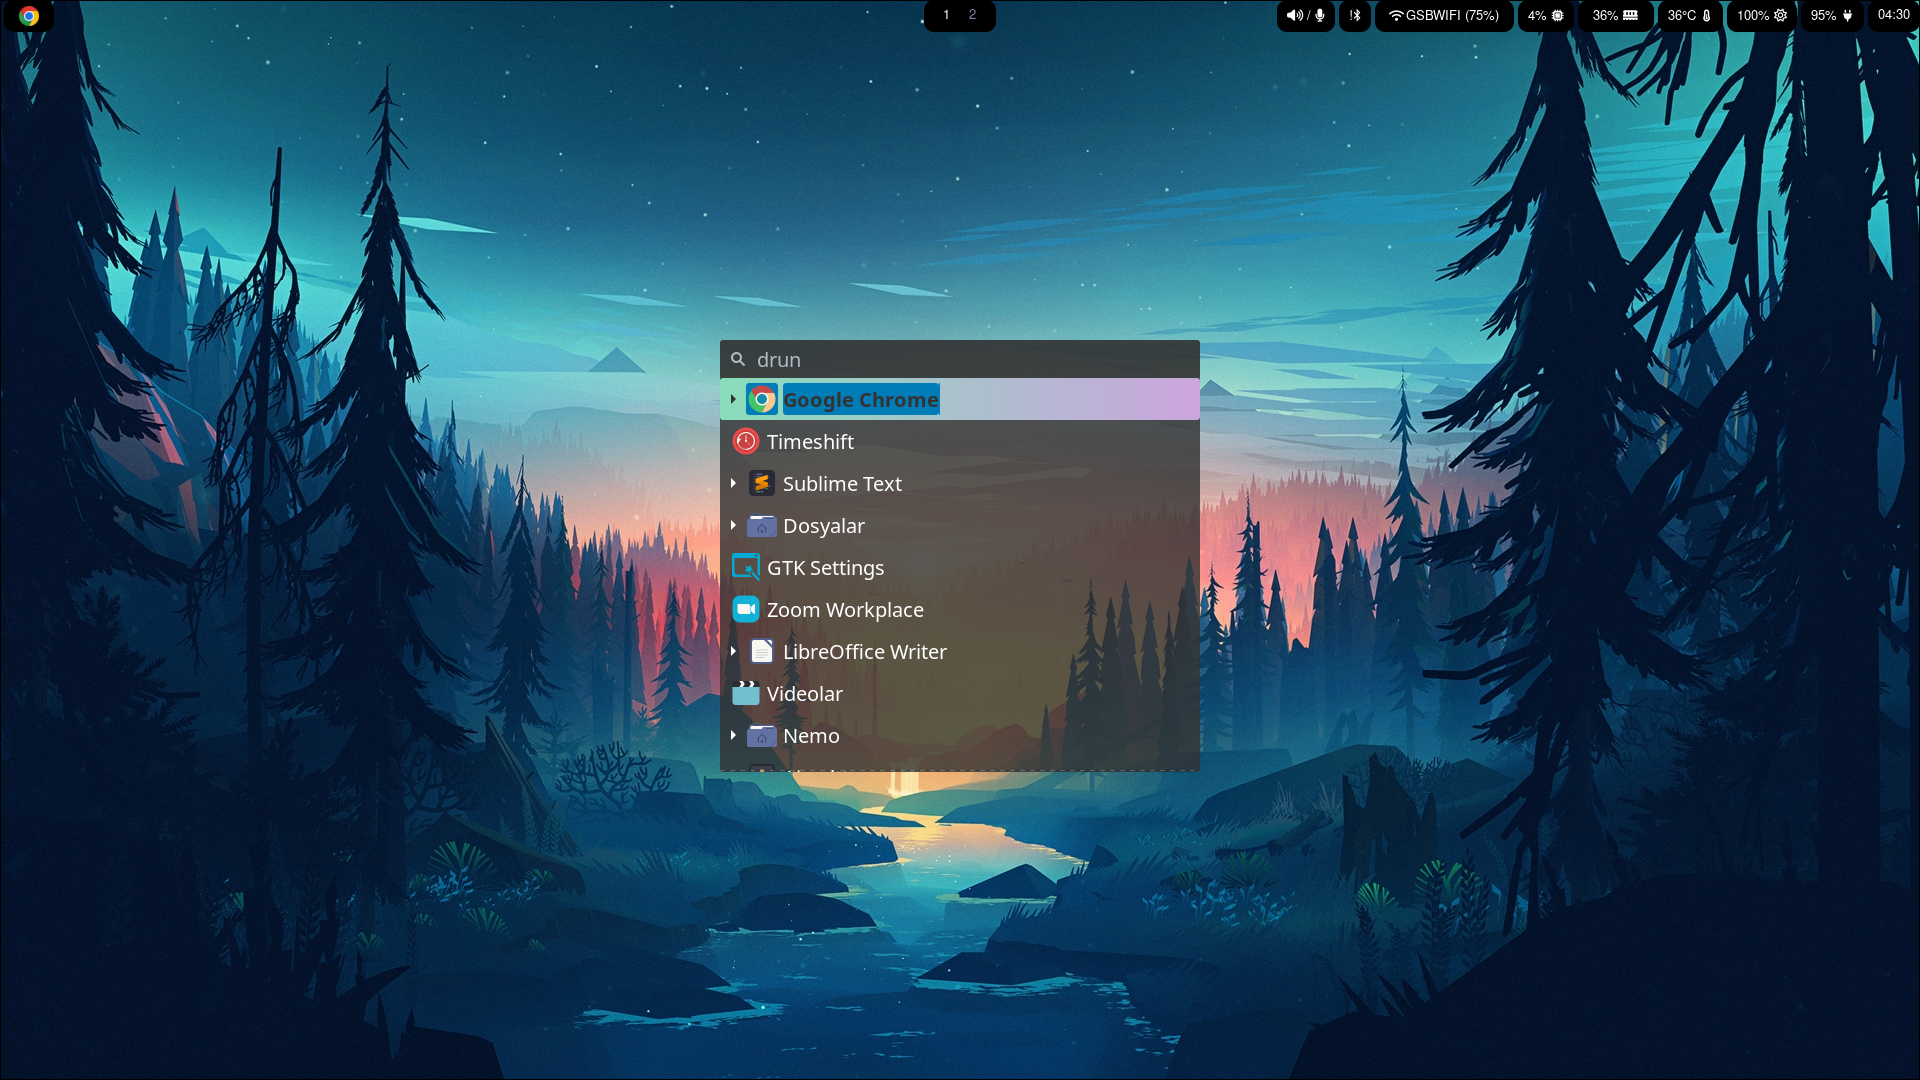 1 2
/
GSBWIFI (75%)
4%
36%
36°C
100%
95%
04:30
drun
Google Chrome
Timeshift
Sublime Text
Dosyalar
GTK Settings
Zoom Workplace
LibreOffice Writer
Videolar
Nemo